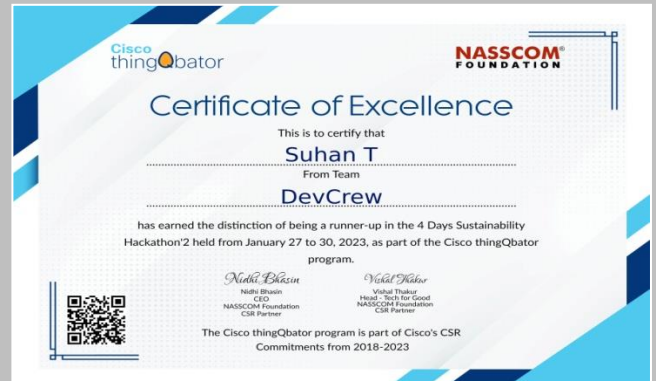 Cisco
thingQbator
NASSCOM®
FOUNDATION
Certificate of Excellence
This is to certify that
Suhan T
From Team
DevCrew
has earned the distinction of being a runner-up in the 4 Days Sustainability
Hackathon'2 held from January 27 to 30, 2023, as part of the Cisco thingQbator
program.
Nidhi Bhasin
Nidhi Bhasin
CEO
NASSCOM Foundation
CSR Partner
Vishal Thakur
Vishal Thakur
Head - Tech for Good
NASSCOM Foundation
CSR Partner
The Cisco thingQbator program is part of Cisco's CSR
Commitments from 2018-2023